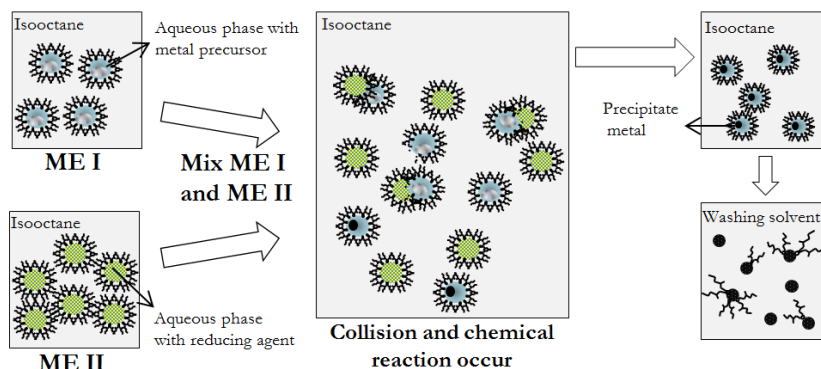 Isooctane
Aqueous phase with
metal precursor
ME I
Mix ME I
and ME II
Isooctane
Aqueous phase
with reducing agent
ME II
Isooctane
Collision and chemical
reaction occur
Isooctane
Precipitate
metal
Washing solvent